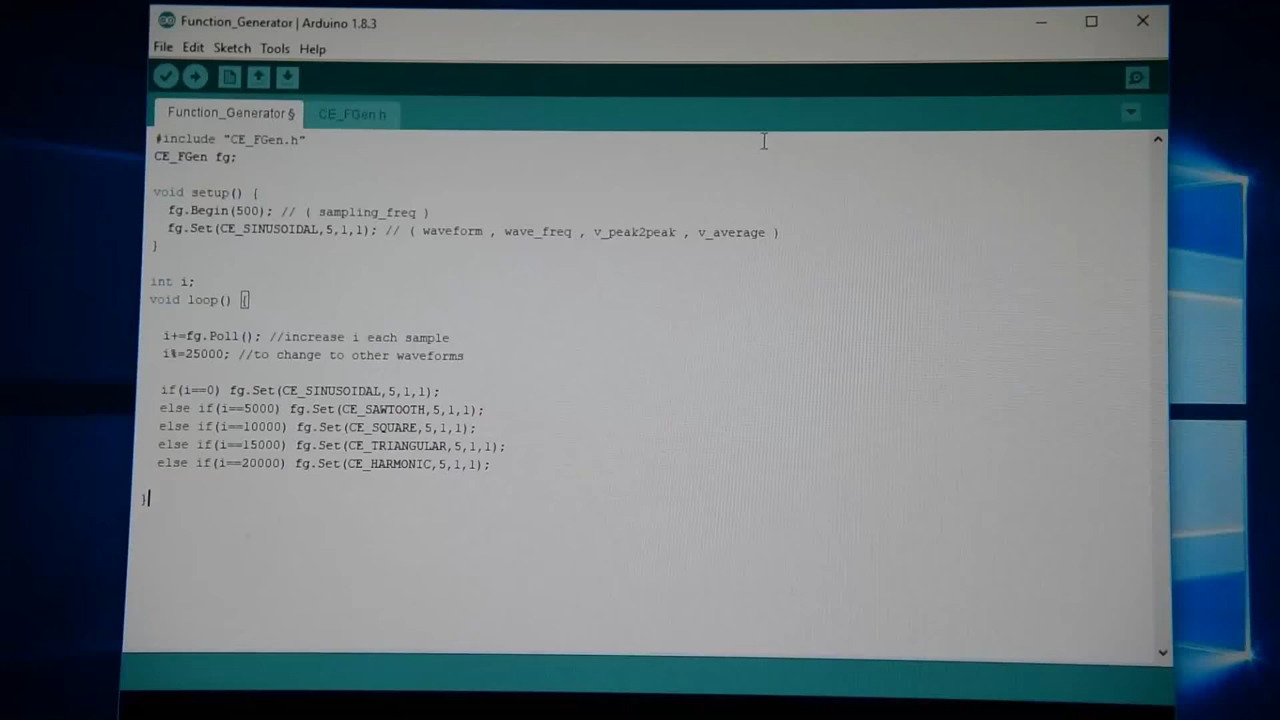 Function_Generator | Arduino 1.8.3
File Edit Sketch Tools Help
Function_Generator § CE_FGen.h
#include "CE_FGen.h"
CE_FGen fg;
void setup() {
fg.Begin(500); // ( sampling_freq )
fg.Set(CE_SINUSOIDAL,5,1,1); // ( waveform , wave_freq , v_peak2peak , v_average )
}
int i;
void loop() {
i+=fg.Poll(); //increase i each sample
i%=25000; //to change to other waveforms
if(i==0) fg.Set(CE_SINUSOIDAL,5,1,1);
else if(i==5000) fg.Set(CE_SAWTOOTH,5,1,1);
else if(i==10000) fg.Set(CE_SQUARE,5,1,1);
else if(i==15000) fg.Set(CE_TRIANGULAR,5,1,1);
else if(i==20000) fg.Set(CE_HARMONIC,5,1,1);
}